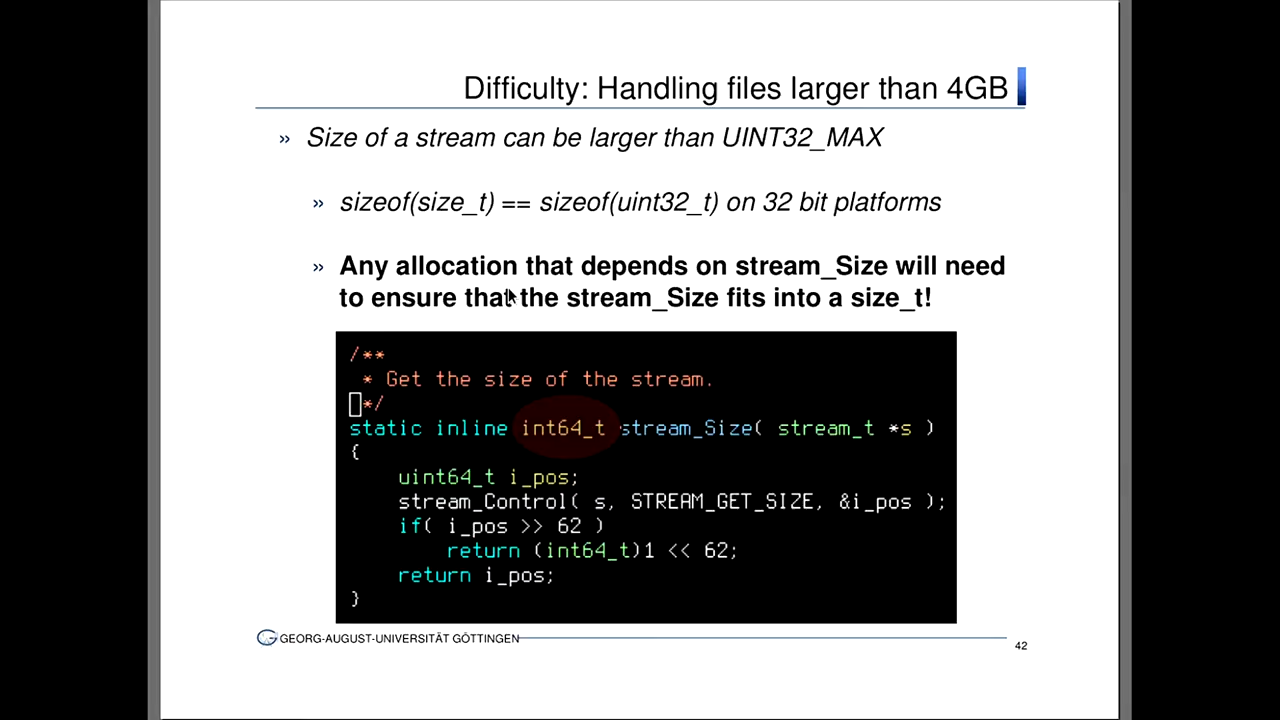 Difficulty: Handling files larger than 4GB
» Size of a stream can be larger than UINT32_MAX
» sizeof(size_t) == sizeof(uint32_t) on 32 bit platforms
» Any allocation that depends on stream_Size will need
to ensure that the stream_Size fits into a size_t!
/**
* Get the size of the stream.
*/
static inline int64_t stream_Size( stream_t *s )
{
uint64_t i_pos;
stream_Control( s, STREAM_GET_SIZE, &i_pos );
if( i_pos >> 62 )
return (int64_t)1 << 62;
return i_pos;
}
GEORG-AUGUST-UNIVERSITÄT GÖTTINGEN
42